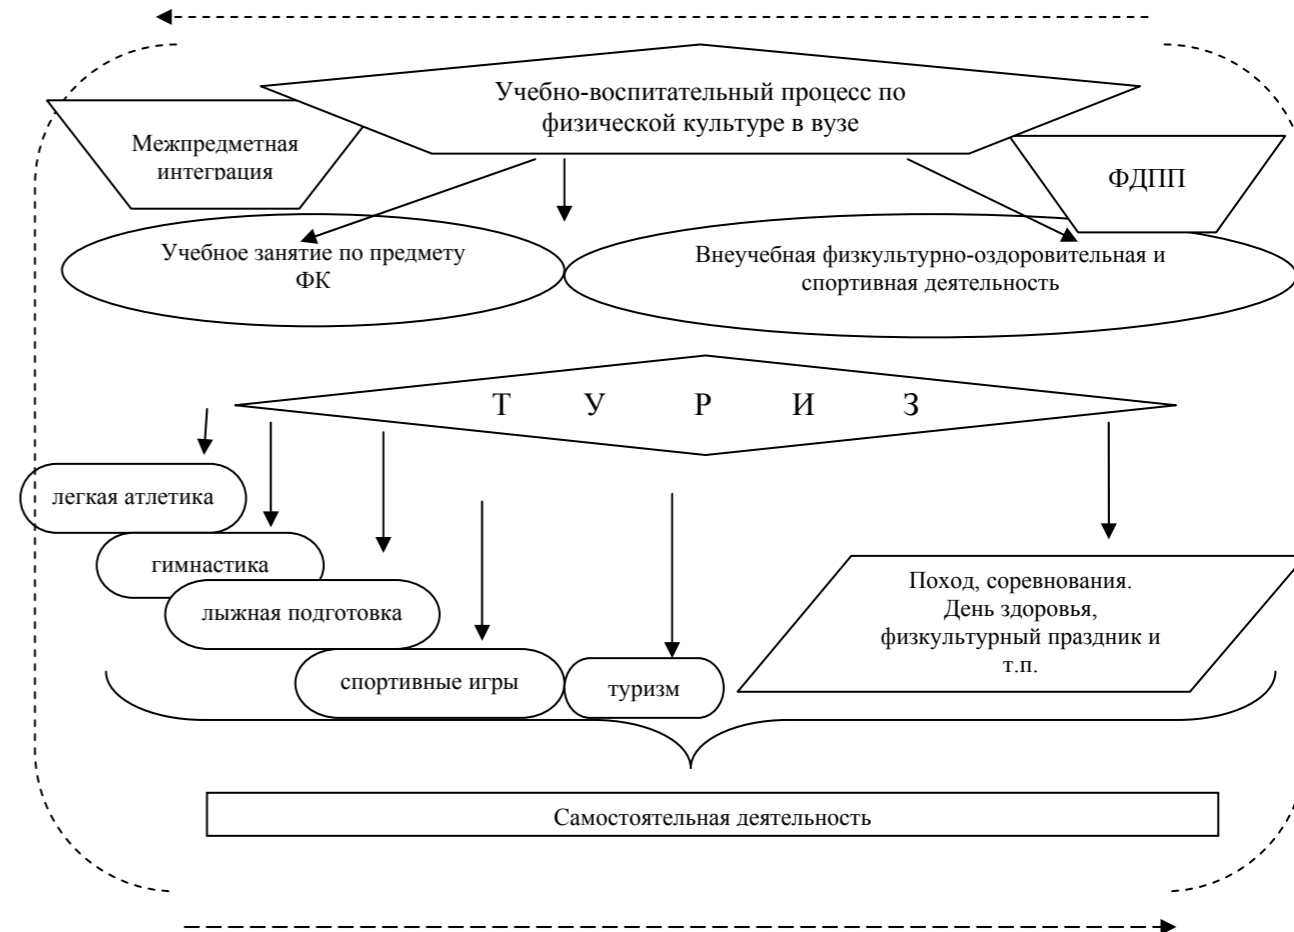 Учебно-воспитательный процесс по
физической культуре в вузе
Межпредметная
интеграция
ФДПП
Учебное занятие по предмету
ФК
Внеучебная физкультурно-оздоровительная и
спортивная деятельность
Т У Р И З
легкая атлетика
гимнастика
лыжная подготовка
спортивные игры
туризм
Поход, соревнования.
День здоровья,
физкультурный праздник и
т.п.
Самостоятельная деятельность